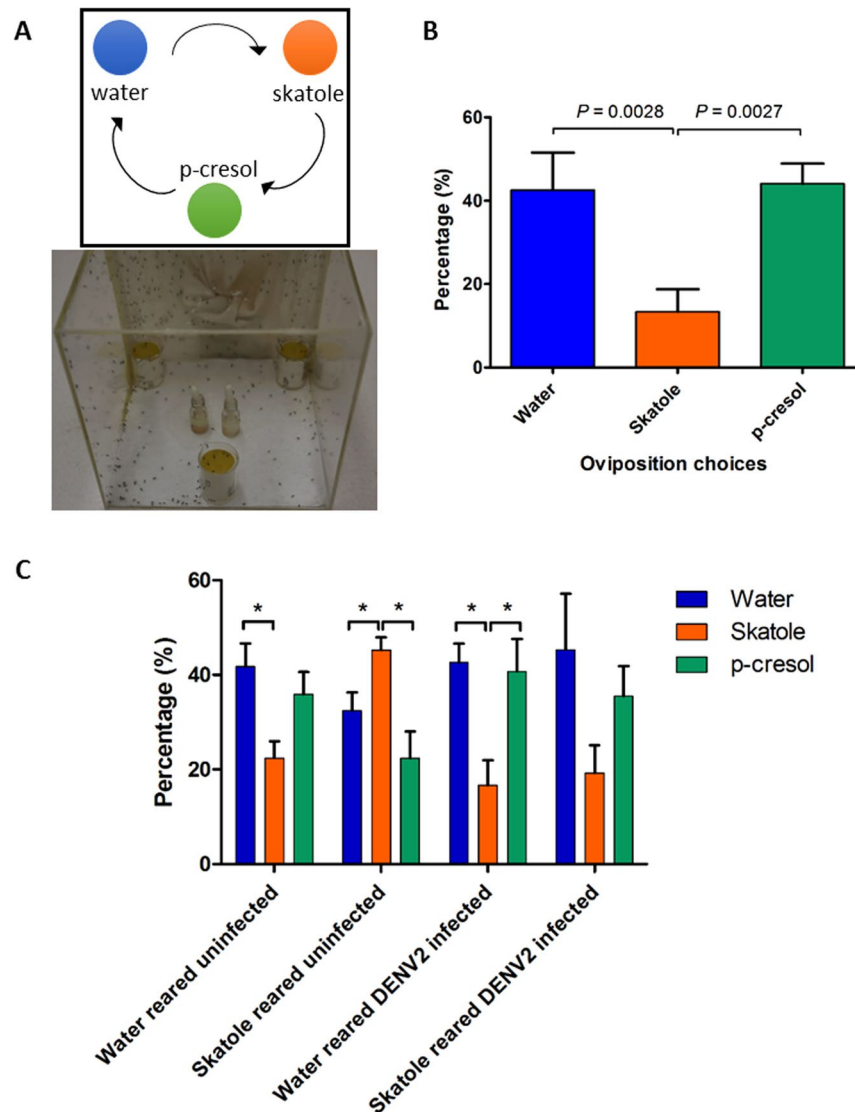 A
water
skatole
p-cresol
B
P = 0.0028
P = 0.0027
60
40
20
0
Percentage (%)
Water
Skatole
p-cresol
Oviposition choices
C
60
40
20
0
Percentage (%)
*
* *
* *
Water
Skatole
p-cresol
Water reared uninfected
Skatole reared uninfected
Water reared DENV2 infected
Skatole reared DENV2 infected